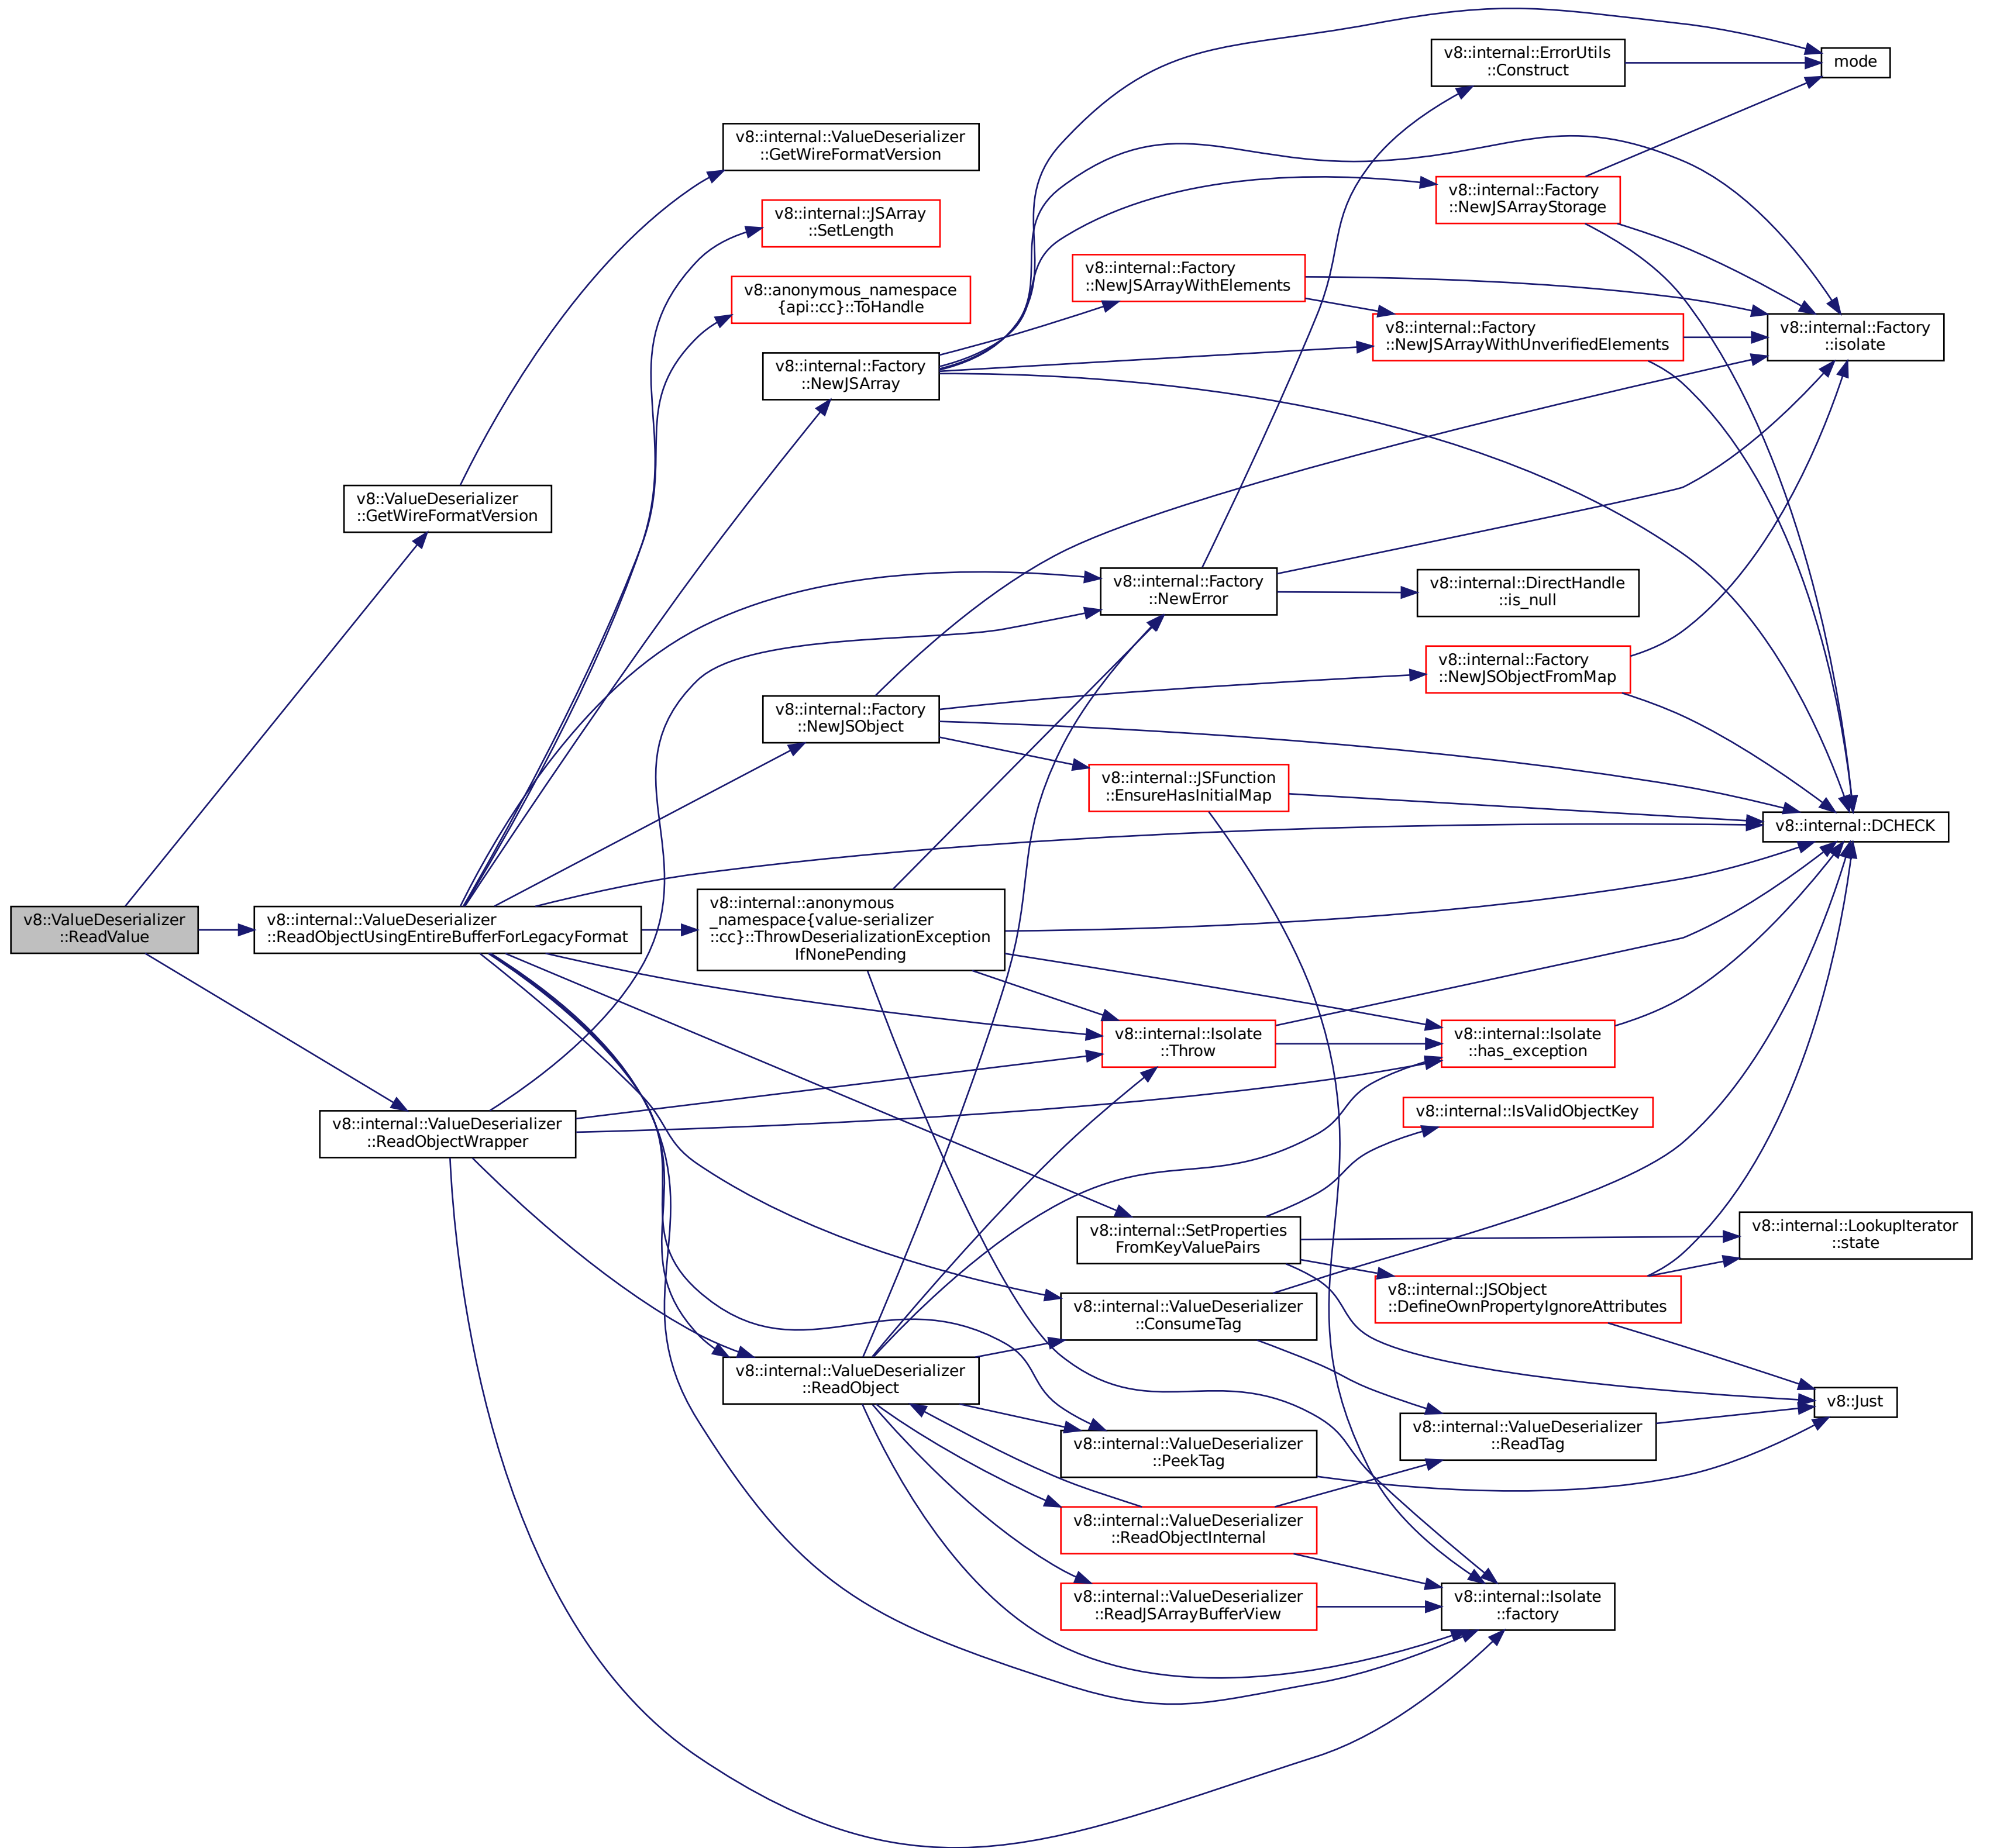 v8::ValueDeserializer
::ReadValue
v8::ValueDeserializer
::GetWireFormatVersion
v8::internal::ValueDeserializer
::ReadObjectUsingEntireBufferForLegacyFormat
v8::internal::ValueDeserializer
::ReadObjectWrapper
v8::internal::ValueDeserializer
::GetWireFormatVersion
v8::internal::JSArray
::SetLength
v8::anonymous_namespace
{api::cc}::ToHandle
v8::internal::Factory
::NewJSArray
v8::internal::Factory
::NewJSObject
v8::internal::anonymous
_namespace{value-serializer
::cc}::ThrowDeserializationException
IfNonePending
v8::internal::ValueDeserializer
::ReadObject
v8::internal::Factory
::NewJSArrayWithElements
v8::internal::Factory
::NewError
v8::internal::JSFunction
::EnsureHasInitialMap
v8::internal::Isolate
::Throw
v8::internal::SetProperties
FromKeyValuePairs
v8::internal::ValueDeserializer
::ConsumeTag
v8::internal::ValueDeserializer
::PeekTag
v8::internal::ValueDeserializer
::ReadObjectInternal
v8::internal::ValueDeserializer
::ReadJSArrayBufferView
v8::internal::ErrorUtils
::Construct
v8::internal::Factory
::NewJSArrayStorage
v8::internal::Factory
::NewJSArrayWithUnverifiedElements
v8::internal::DirectHandle
::is_null
v8::internal::Factory
::NewJSObjectFromMap
v8::internal::Isolate
::has_exception
v8::internal::IsValidObjectKey
v8::internal::JSObject
::DefineOwnPropertyIgnoreAttributes
v8::internal::ValueDeserializer
::ReadTag
v8::internal::Isolate
::factory
mode
v8::internal::Factory
::isolate
v8::internal::DCHECK
v8::internal::LookupIterator
::state
v8::Just